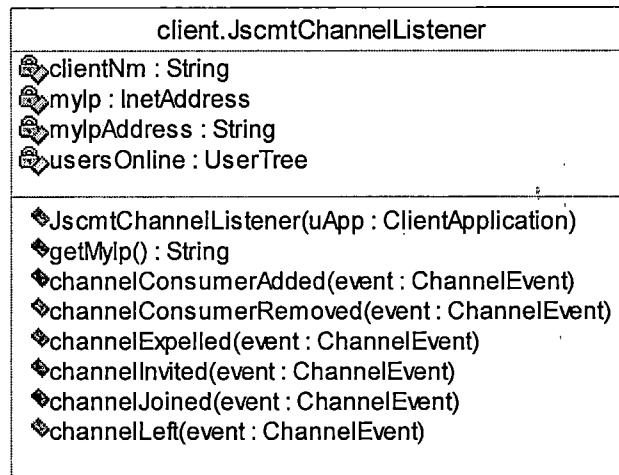 client.JscmtChannelListener
clientNm : String
myIp : InetAddress
myIpAddress : String
usersOnline : UserTree
JscmtChannelListener(uApp : ClientApplication)
getMyIp() : String
channelConsumerAdded(event : ChannelEvent)
channelConsumerRemoved(event : ChannelEvent)
channelExpelled(event : ChannelEvent)
channelInvited(event : ChannelEvent)
channelJoined(event : ChannelEvent)
channelLeft(event : ChannelEvent)